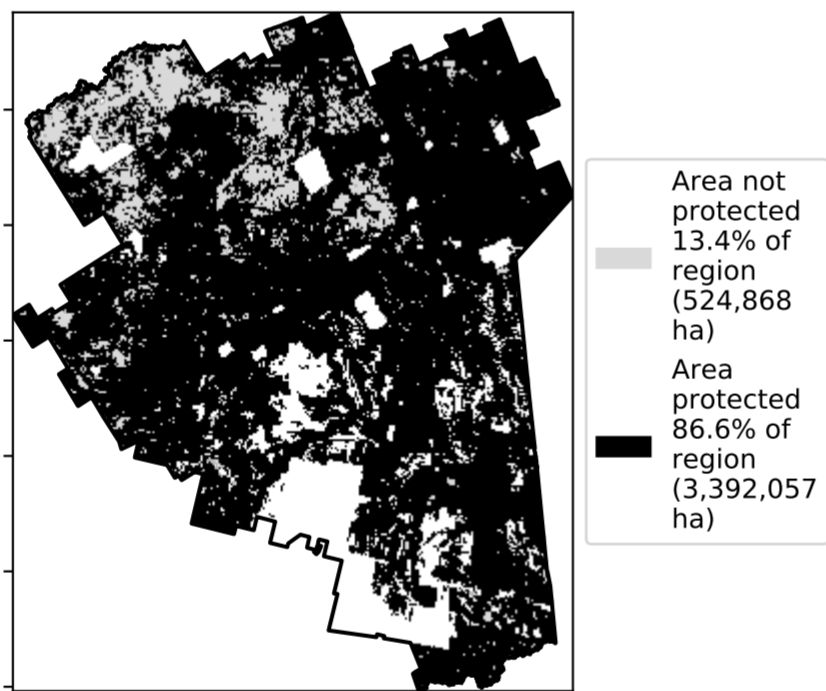 Area not
protected
13.4% of
region
(524,868
ha)
Area
protected
86.6% of
region
(3,392,057
ha)